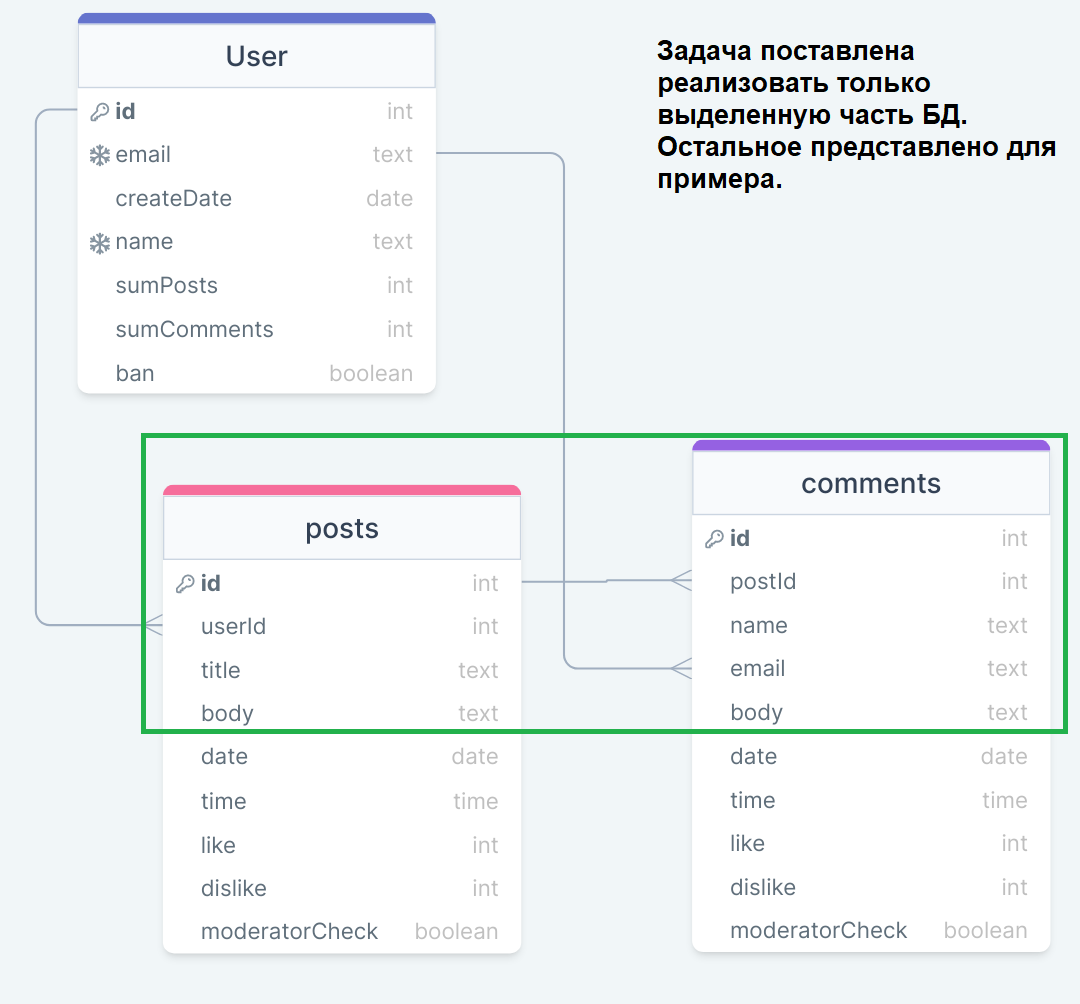 User
id int
email text
createDate date
name text
sumPosts int
sumComments int
ban boolean
Задача поставлена
реализовать только
выделенную часть БД.
Остальное представлено для
примера.
posts
id int
userId int
title text
body text
date date
time time
like int
dislike int
moderatorCheck boolean
comments
id int
postId int
name text
email text
body text
date date
time time
like int
dislike int
moderatorCheck boolean